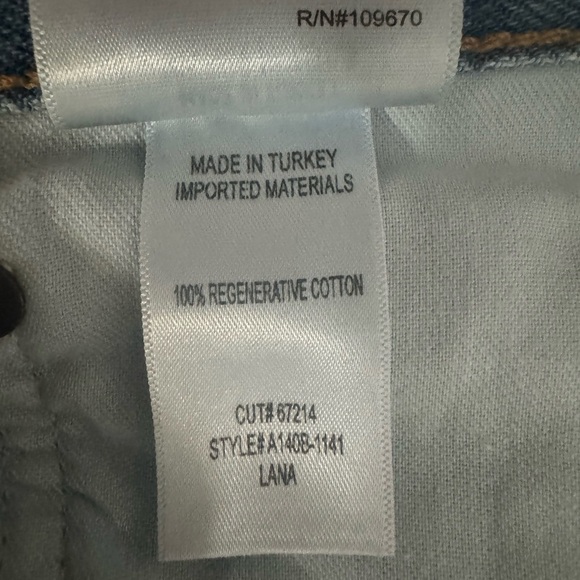 R/N#109670
MADE IN TURKEY
IMPORTED MATERIALS
100% REGENERATIVE COTTON
CUT# 67214
STYLE# A140B-1141
LANA